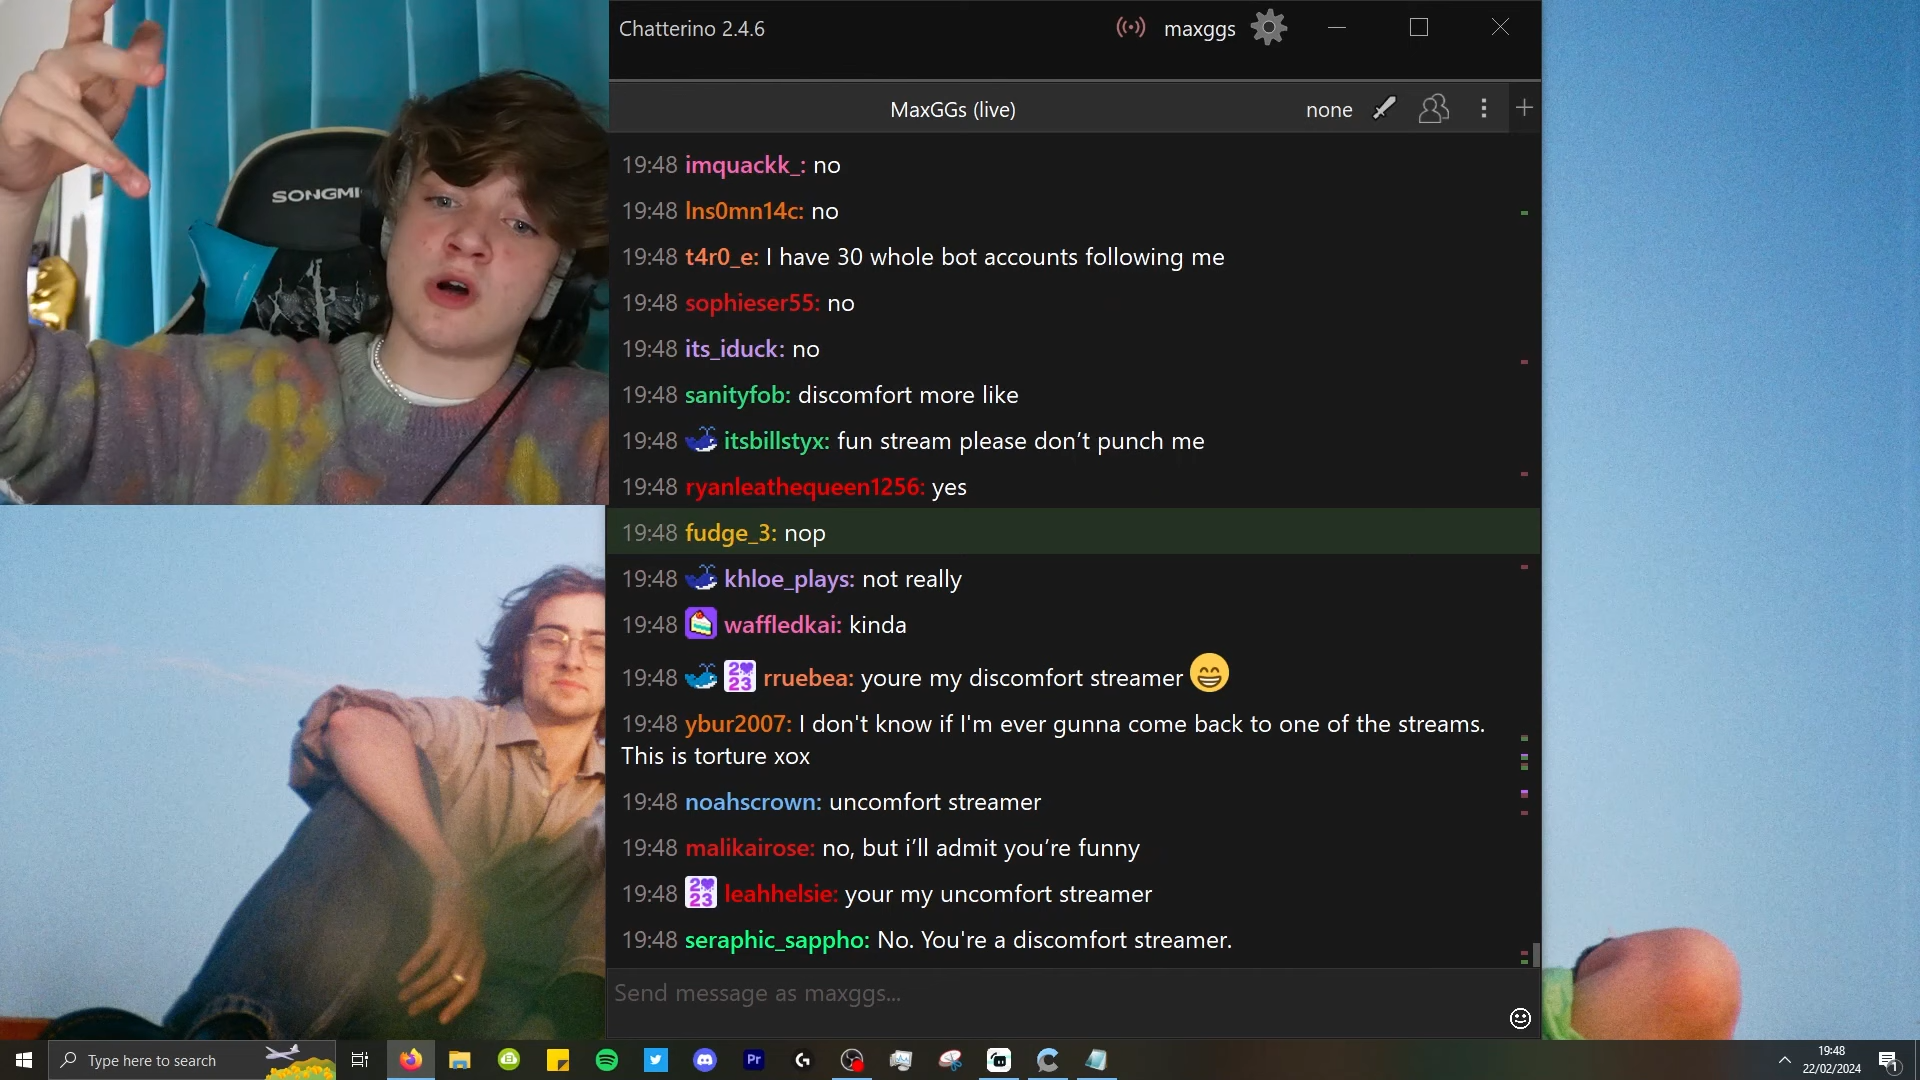 Chatterino 2.4.6
maxggs
SONGMI
MaxGGs (live)
none
19:48 imquackk_: no
19:48 lns0mn14c: no
19:48 t4r0_e: I have 30 whole bot accounts following me
19:48 sophieser55: no
19:48 its_iduck: no
19:48 sanityfob: discomfort more like
19:48 itsbillstyx: fun stream please don’t punch me
19:48 ryanleathequeen1256: yes
19:48 fudge_3: nop
19:48 khloe_plays: not really
19:48 waffledkai: kinda
19:48 2023 rruebea: youre my discomfort streamer 😁
19:48 ybur2007: I don't know if I'm ever gunna come back to one of the streams.
This is torture xox
19:48 noahscrown: uncomfort streamer
19:48 malikairose: no, but i’ll admit you’re funny
19:48 2023 leahhelsie: your my uncomfort streamer
19:48 seraphic_sappho: No. You're a discomfort streamer.
Send message as maxggs...
Type here to search
Pr
19:48
22/02/2024
1